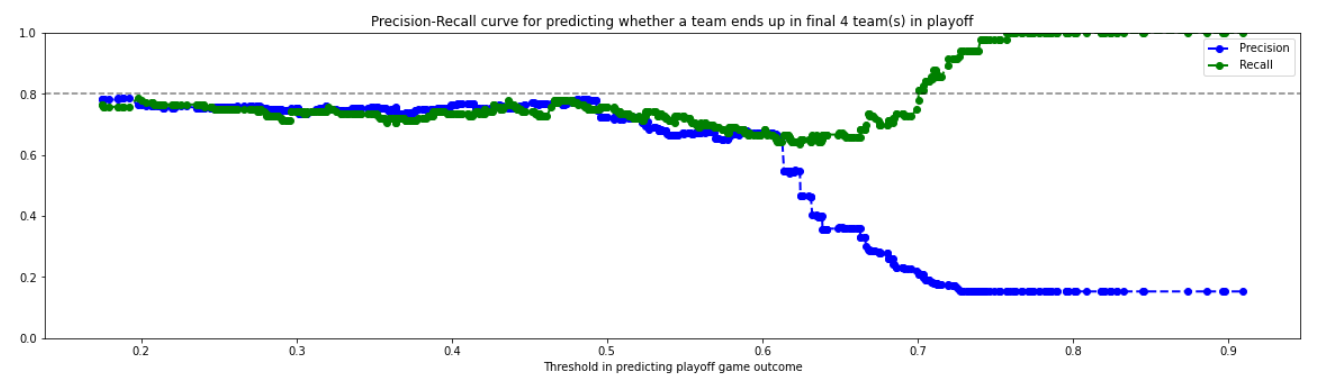 Precision-Recall curve for predicting whether a team ends up in final 4 team(s) in playoff
1.0
0.8
0.6
0.4
0.2
0.0
Precision
Recall
0.2 0.3 0.4 0.5 0.6 0.7 0.8 0.9
Threshold in predicting playoff game outcome